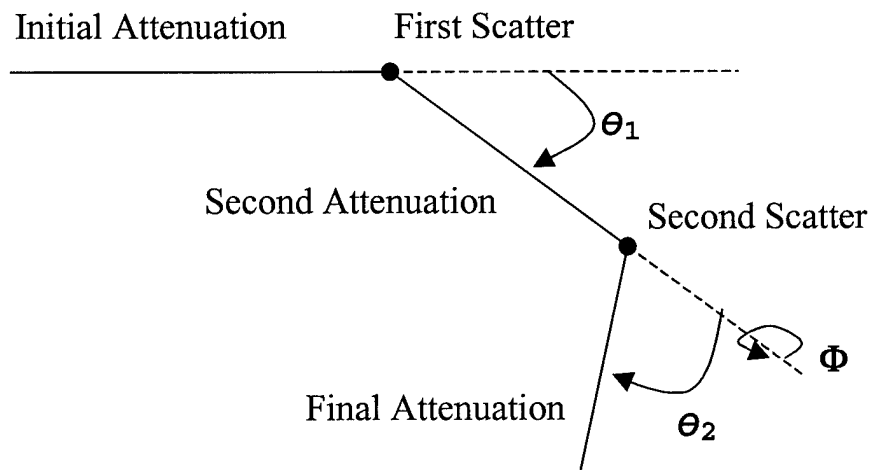 Initial Attenuation
First Scatter
θ1
Second Attenuation
Second Scatter
Φ
Final Attenuation
θ2